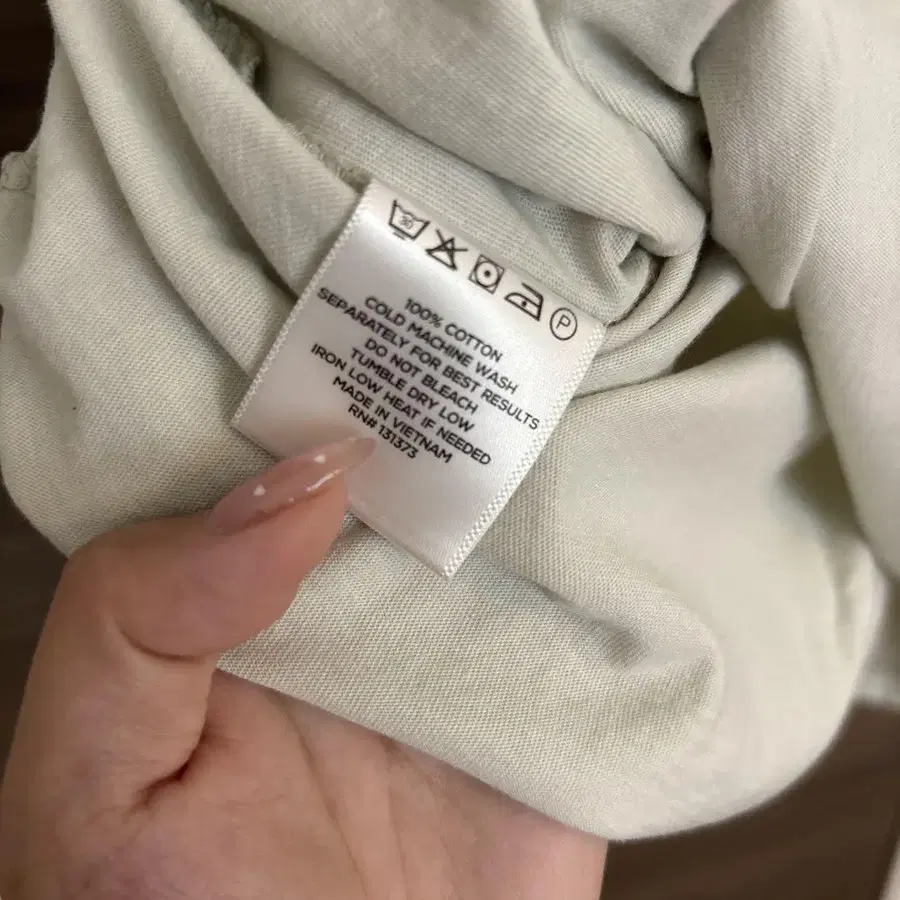 30
P
100% COTTON
COLD MACHINE WASH
SEPARATELY FOR BEST RESULTS
DO NOT BLEACH
TUMBLE DRY LOW
IRON LOW HEAT IF NEEDED
MADE IN VIETNAM
RN# 131373